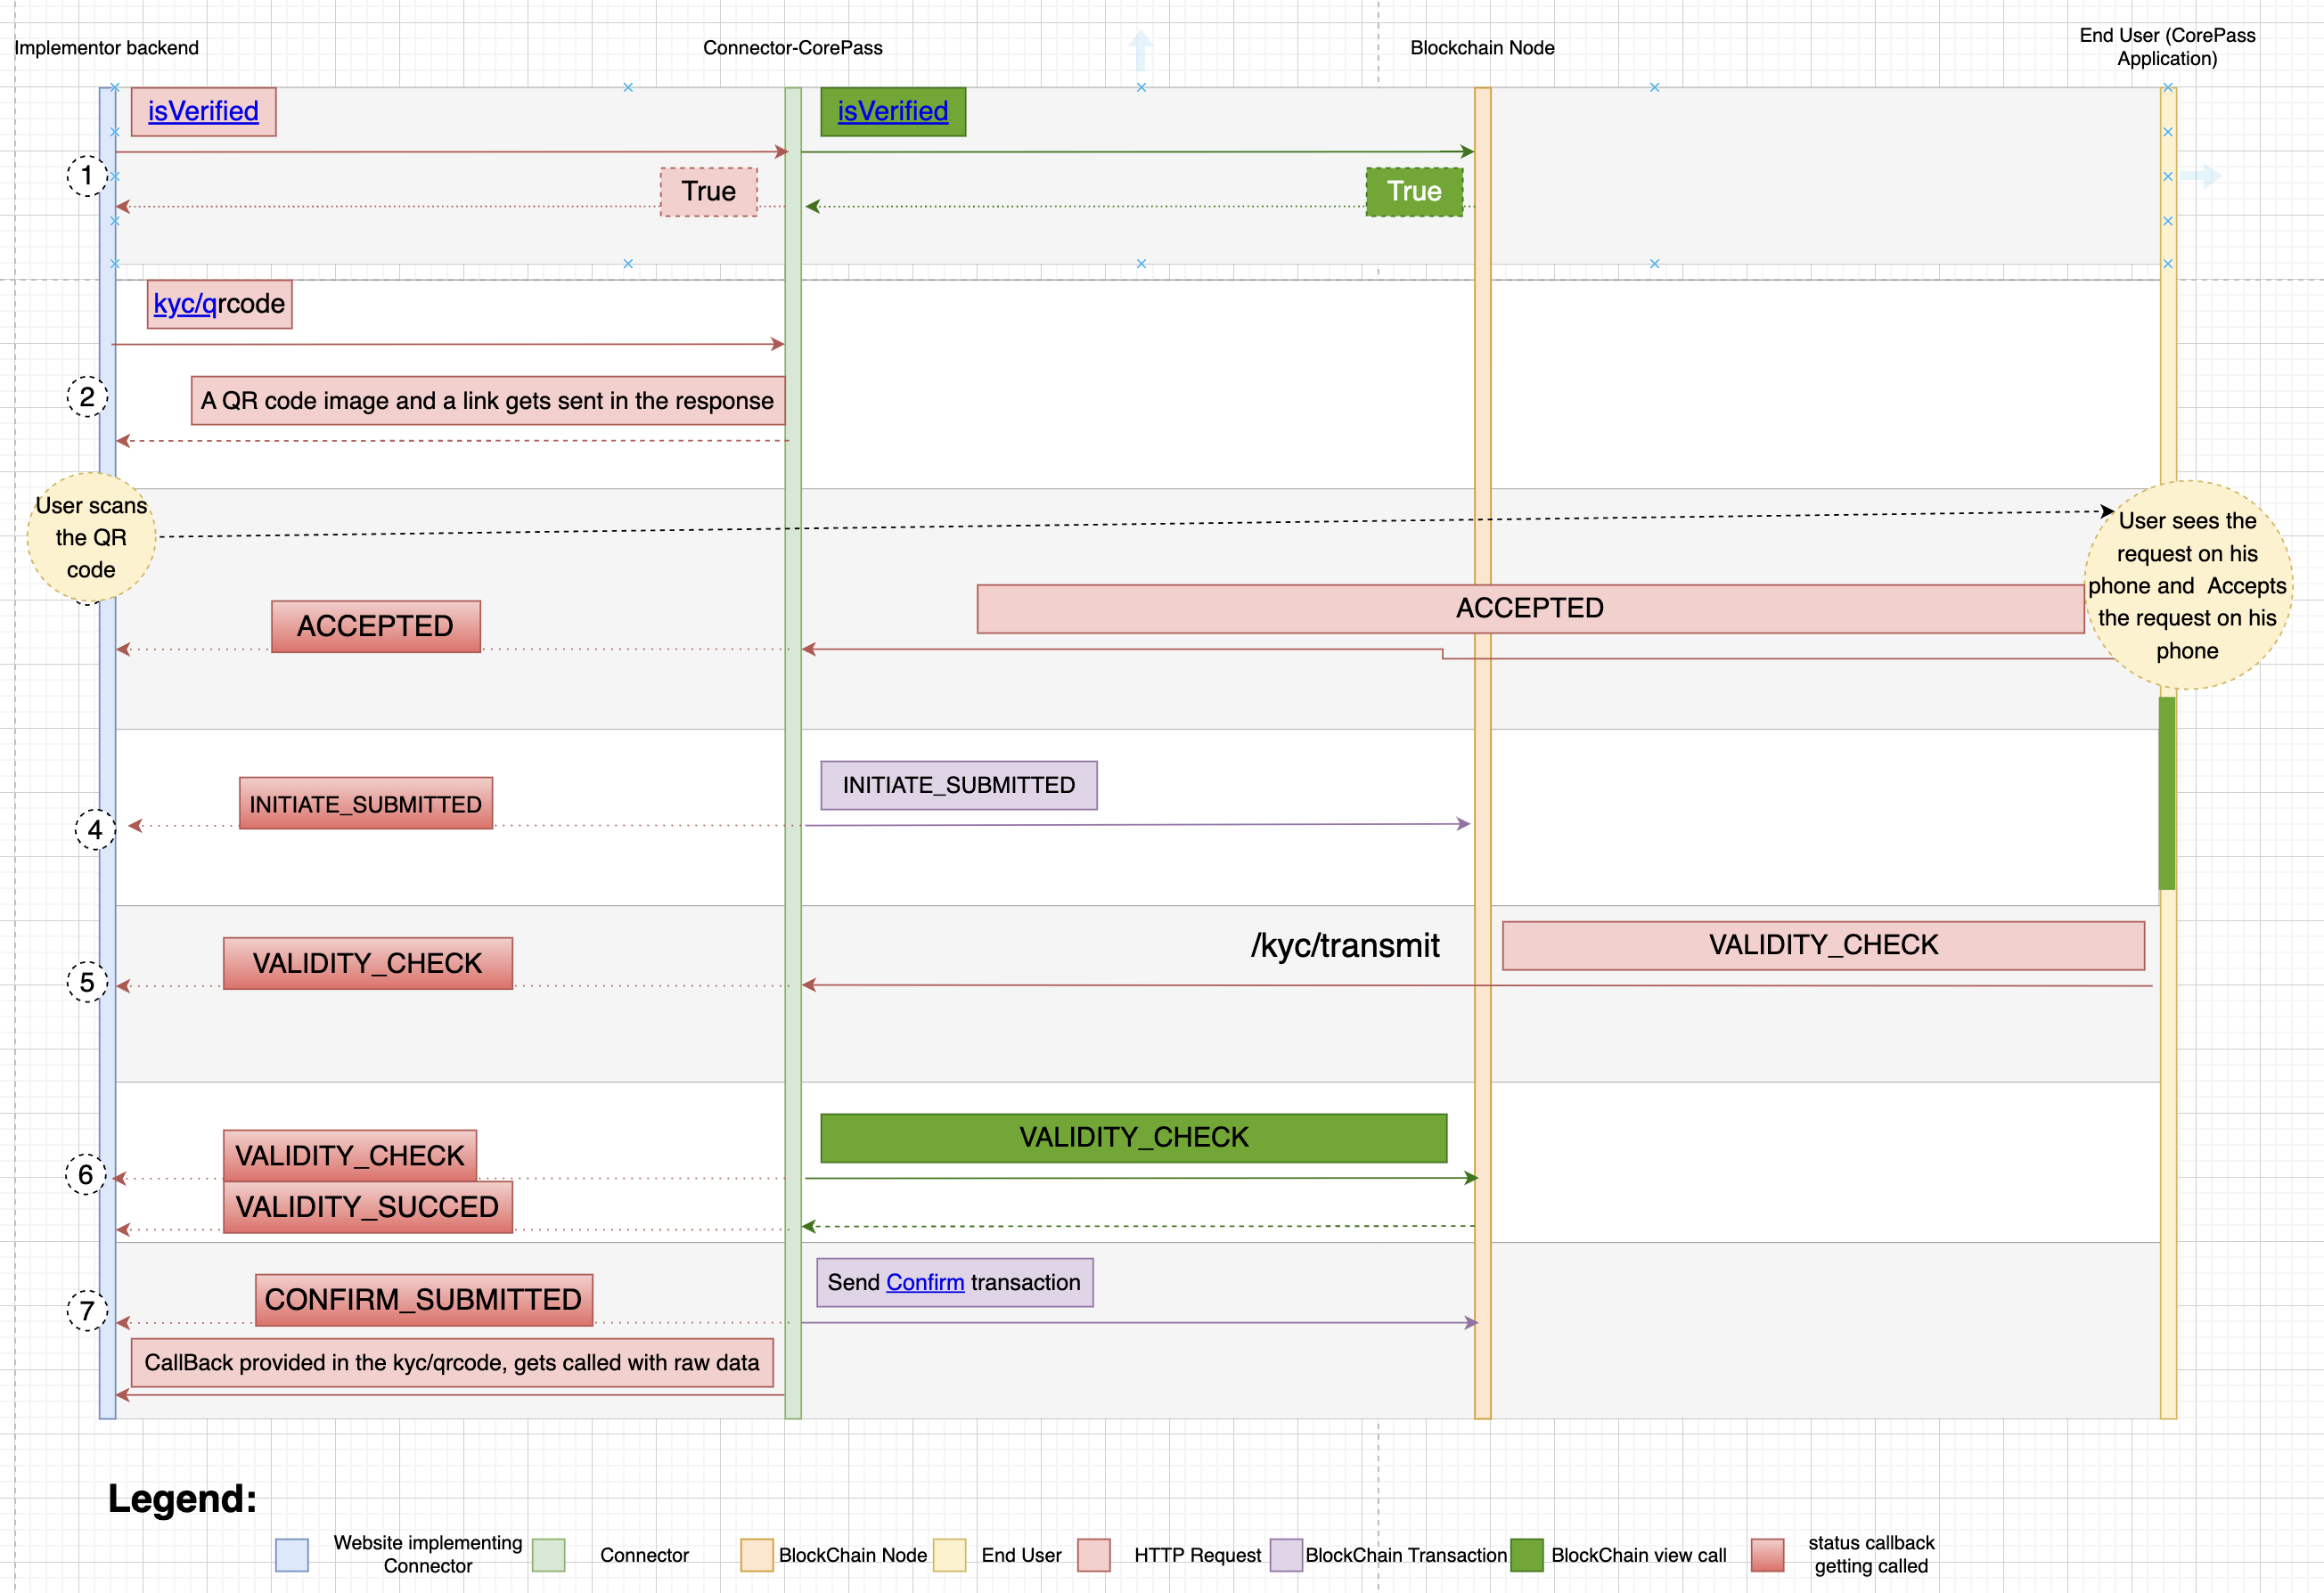 Implementor backend
Connector-CorePass
Blockchain Node
End User (CorePass
Application)
isVerified
isVerified
1
True
True
kyc/qrcode
2
A QR code image and a link gets sent in the response
User scans
the QR
code
User sees the
request on his
phone and  Accepts
the request on his
phone
ACCEPTED
ACCEPTED
INITIATE_SUBMITTED
INITIATE_SUBMITTED
4
/kyc/transmit
VALIDITY_CHECK
VALIDITY_CHECK
5
VALIDITY_CHECK
VALIDITY_CHECK
6
VALIDITY_SUCCED
Send Confirm transaction
CONFIRM_SUBMITTED
7
CallBack provided in the kyc/qrcode, gets called with raw data
Legend:
Website implementing
Connector
Connector
BlockChain Node
End User
HTTP Request
BlockChain Transaction
BlockChain view call
status callback
getting called